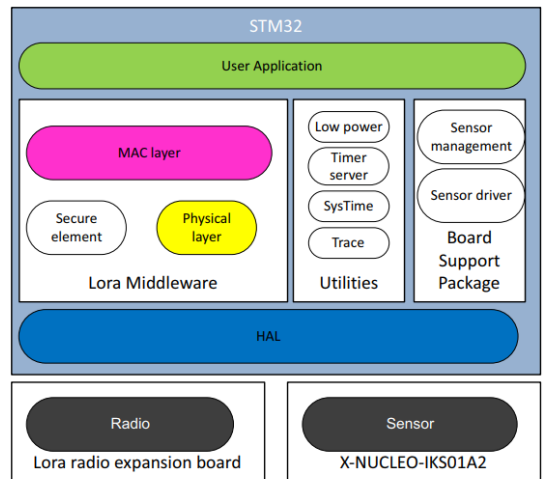 STM32
User Application
MAC layer
Secure
element
Physical
layer
Lora Middleware
Low power
Timer
server
SysTime
Trace
Utilities
Sensor
management
Sensor driver
Board
Support
Package
HAL
Radio
Lora radio expansion board
Sensor
X-NUCLEO-IKS01A2